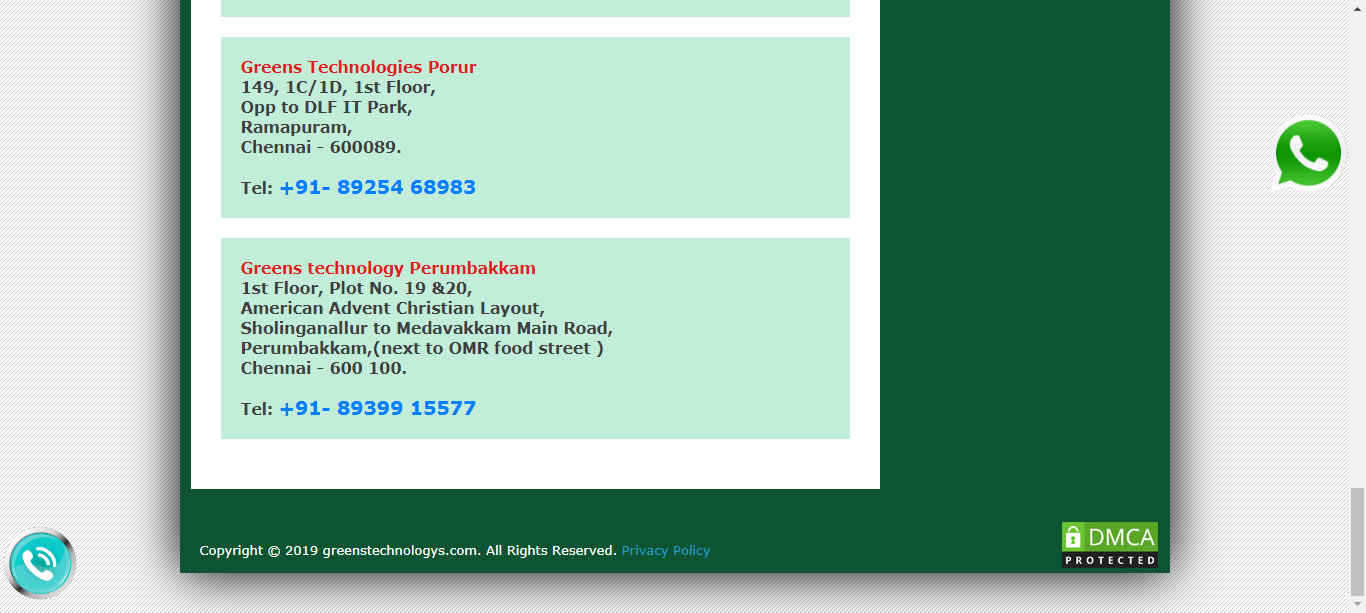 Greens Technologies Porur
149, 1C/1D, 1st Floor,
Opp to DLF IT Park,
Ramapuram,
Chennai - 600089.
Tel: +91- 89254 68983
Greens technology Perumbakkam
1st Floor, Plot No. 19 &20,
American Advent Christian Layout,
Sholinganallur to Medavakkam Main Road,
Perumbakkam,(next to OMR food street )
Chennai - 600 100.
Tel: +91- 89399 15577
Copyright © 2019 greenstechnologys.com. All Rights Reserved. Privacy Policy
DMCA
PROTECTED